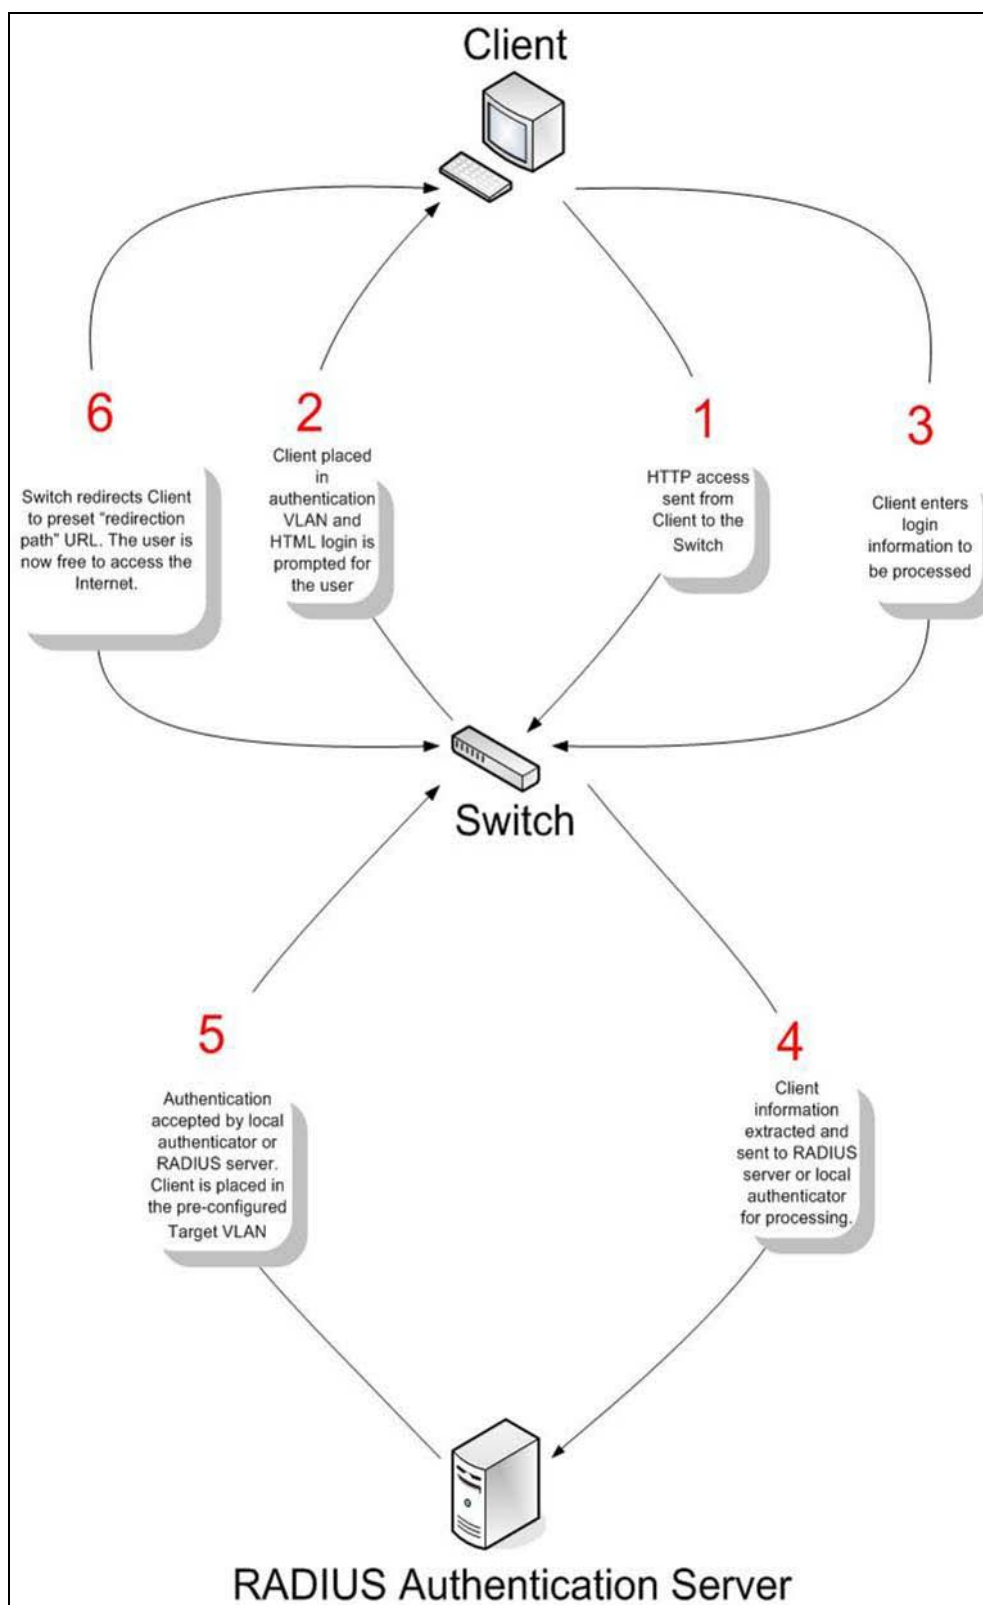 Client
6
Switch redirects Client
to preset “redirection
path” URL. The user is
now free to access the
Internet.
2
Client placed
in
authentication
VLAN and
HTML login is
prompted for
the user
1
HTTP access
sent from
Client to the
Switch
3
Client enters
login
information to
be processed
Switch
5
Authentication
accepted by local
authenticator or
RADIUS server.
Client is placed in
the pre-configured
Target VLAN
4
Client
information
extracted and
sent to RADIUS
server or local
authenticator
for processing.
RADIUS Authentication Server